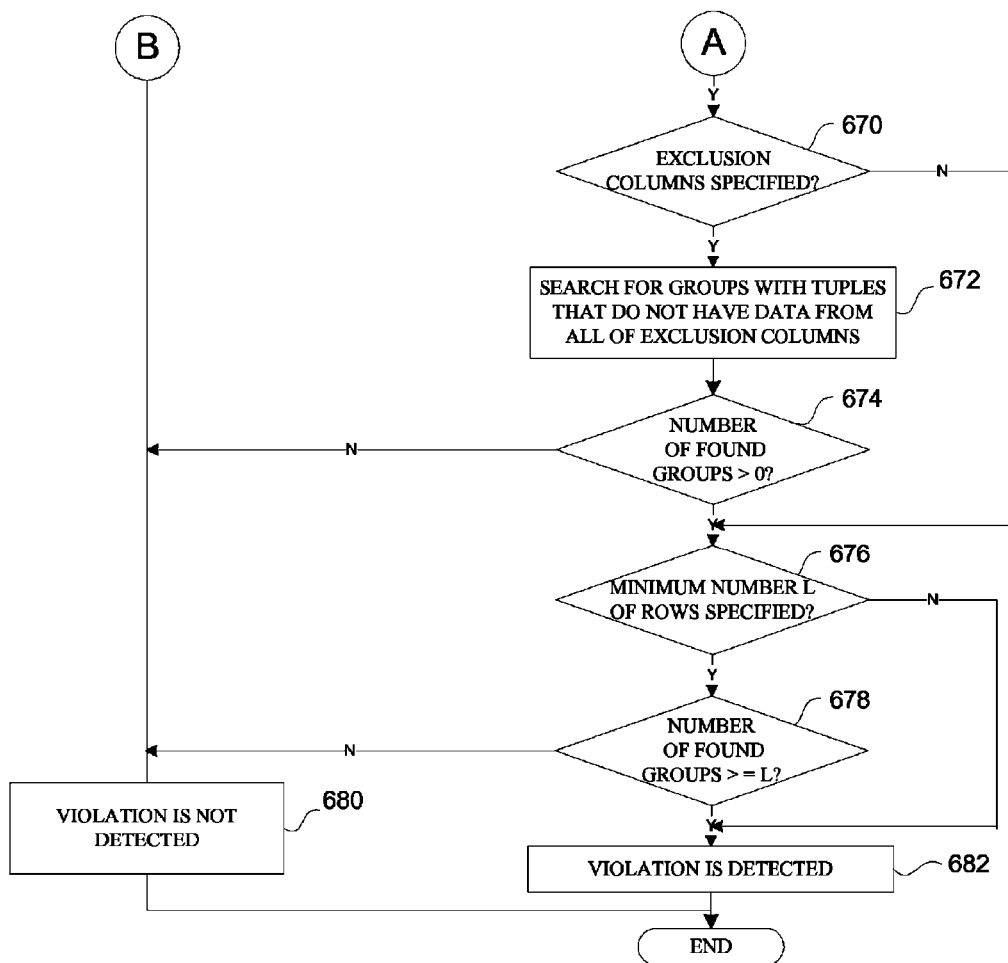 B
A
Y
670
EXCLUSION
COLUMNS SPECIFIED?
N
Y
672
SEARCH FOR GROUPS WITH TUPLES
THAT DO NOT HAVE DATA FROM
ALL OF EXCLUSION COLUMNS
674
NUMBER
OF FOUND
GROUPS > 0?
N
Y
676
MINIMUM NUMBER L
OF ROWS SPECIFIED?
N
Y
678
NUMBER
OF FOUND
GROUPS > = L?
N
Y
680
VIOLATION IS NOT
DETECTED
682
VIOLATION IS DETECTED
END